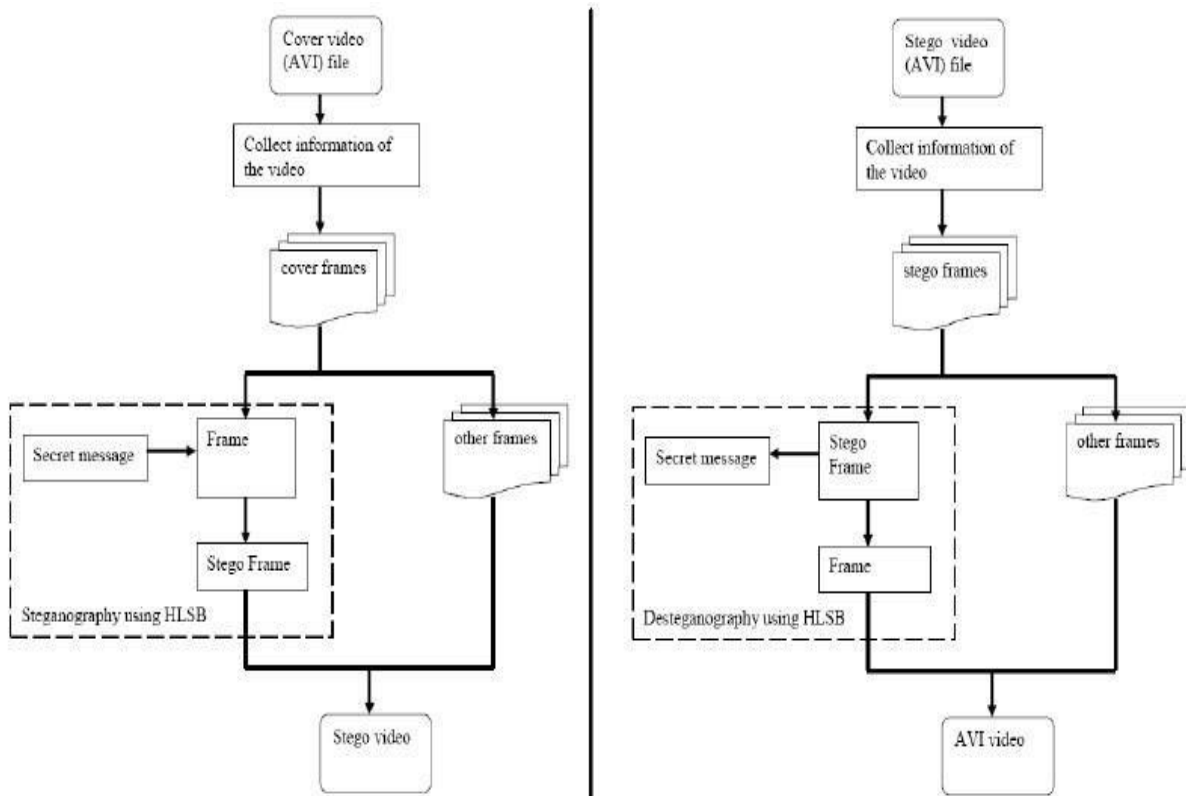 Cover video
(AVI) file
Collect information of
the video
cover frames
Frame
Secret message
other frames
Stego Frame
Steganography using HLSB
Stego video
Stego video
(AVI) file
Collect information of
the video
stego frames
Stego
Frame
Secret message
other frames
Frame
Desteganography using HLSB
AVI video